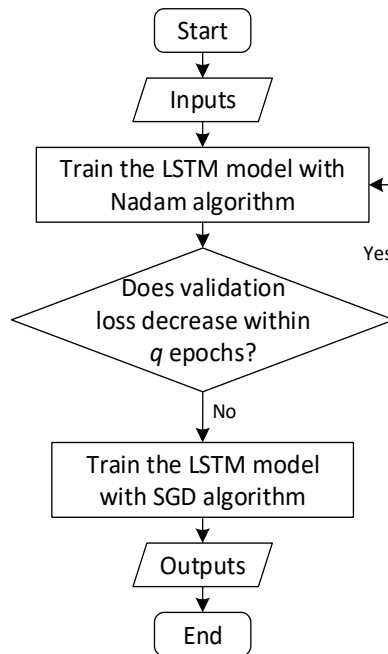 Start
Inputs
Train the LSTM model with
Nadam algorithm
Yes
Does validation
loss decrease within
q epochs?
No
Train the LSTM model
with SGD algorithm
Outputs
End